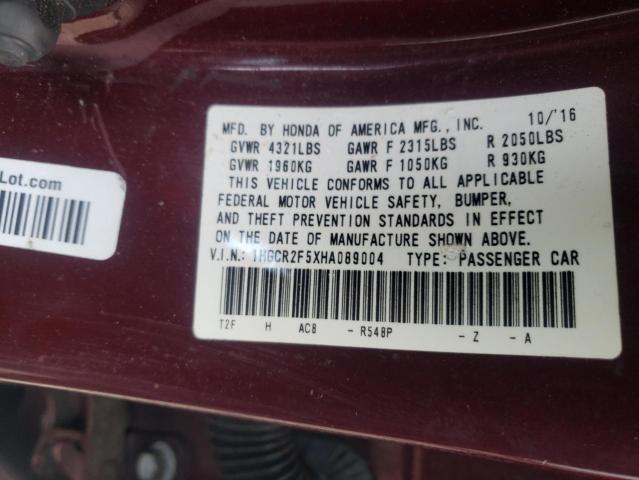 Lot.com
MFD. BY HONDA OF AMERICA MFG., INC. 10/'16
GVWR 4321LBS GAWR F 2315LBS R 2050LBS
GVWR 1960KG GAWR F 1050KG R 930KG
THIS VEHICLE CONFORMS TO ALL APPLICABLE
FEDERAL MOTOR VEHICLE SAFETY, BUMPER,
AND THEFT PREVENTION STANDARDS IN EFFECT
ON THE DATE OF MANUFACTURE SHOWN ABOVE.
V.I.N.: 1HGCR2F5XHA089004 TYPE: PASSENGER CAR
T2F H AC8 - R548P - Z - A